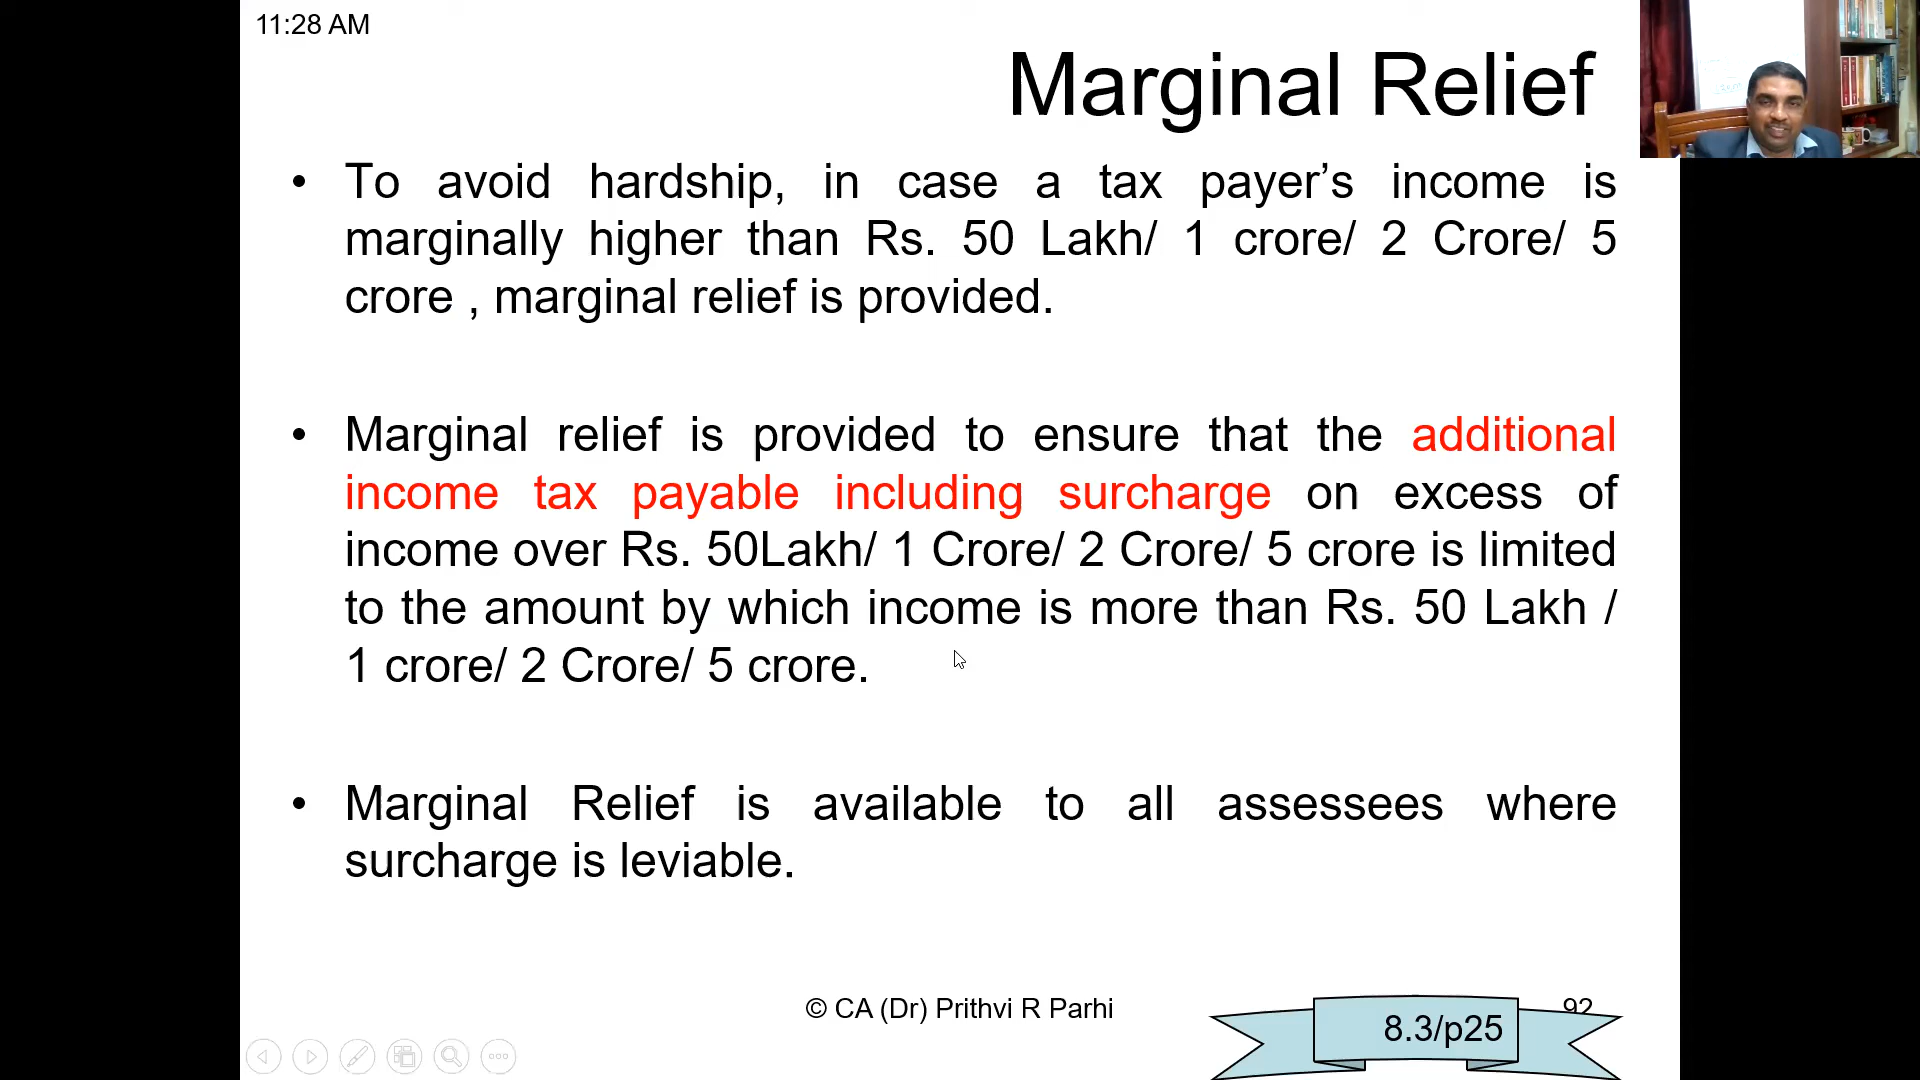 11:28 AM
Marginal Relief
• To avoid hardship, in case a tax payer’s income is
marginally higher than Rs. 50 Lakh/ 1 crore/ 2 Crore/ 5
crore , marginal relief is provided.
• Marginal relief is provided to ensure that the additional
income tax payable including surcharge on excess of
income over Rs. 50Lakh/ 1 Crore/ 2 Crore/ 5 crore is limited
to the amount by which income is more than Rs. 50 Lakh /
1 crore/ 2 Crore/ 5 crore.
• Marginal Relief is available to all assessees where
surcharge is leviable.
© CA (Dr) Prithvi R Parhi
92
8.3/p25